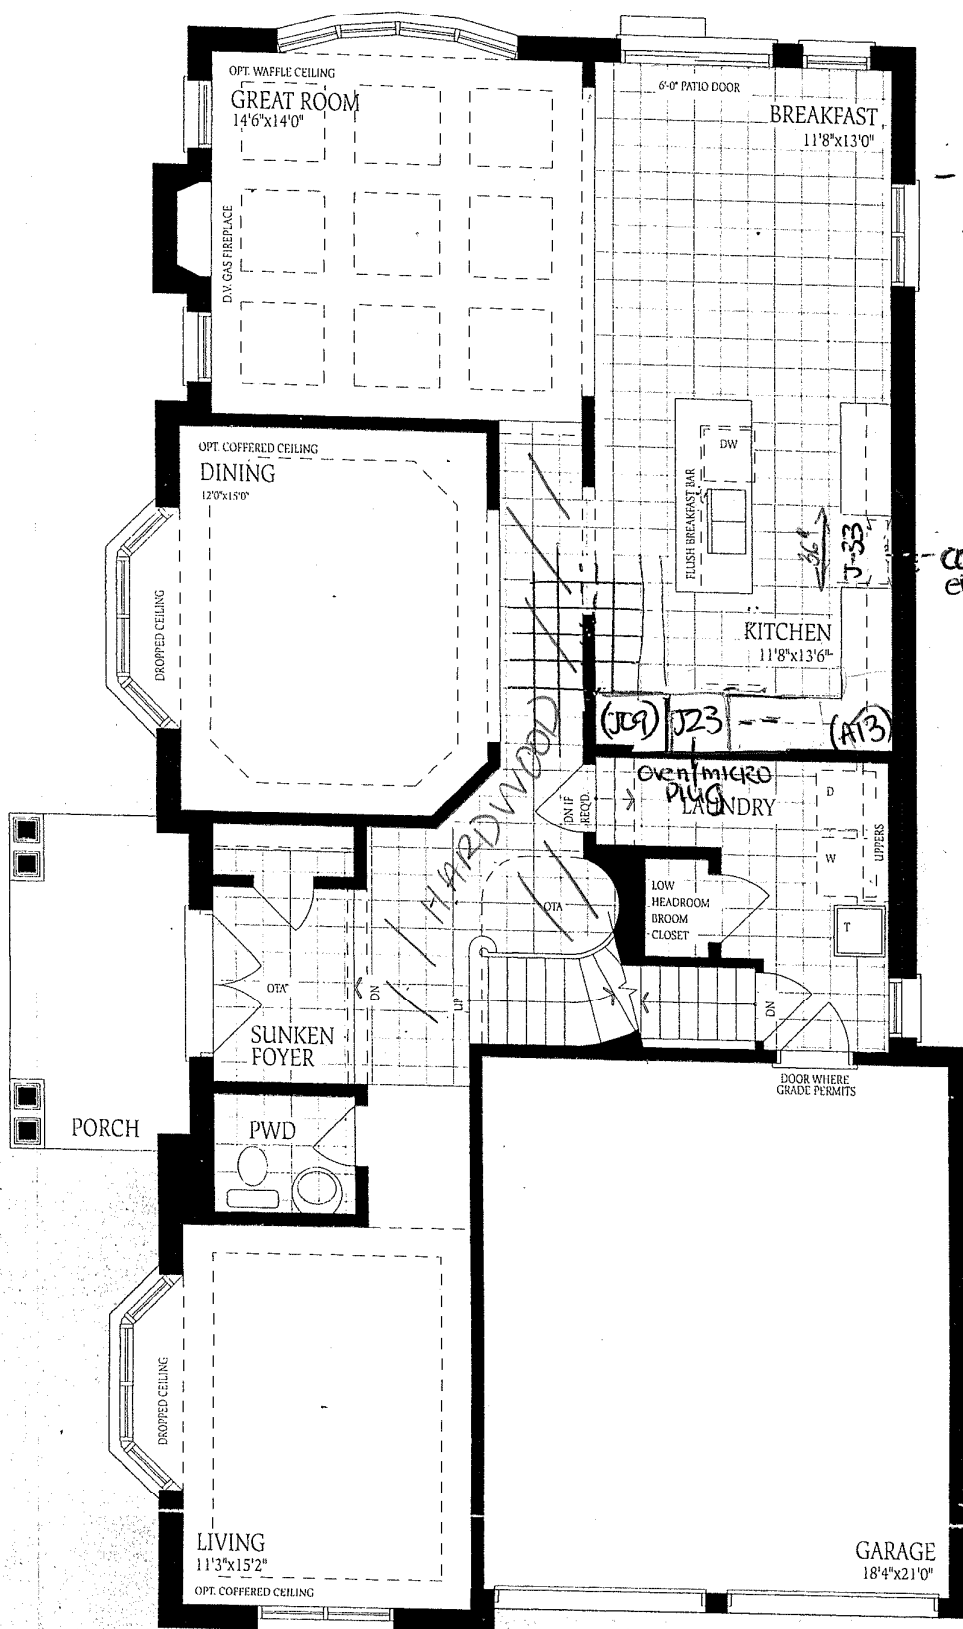 OPT. WAFFLE CEILING
GREAT ROOM
14'6"x14'0"
D.V. GAS FIREPLACE
6'-0" PATIO DOOR
BREAKFAST
11'8"x13'0"
OPT. COFFERED CEILING
DINING
12'0"x15'0"
DROPPED CEILING
DW
FLUSH BREAKFAST BAR
36"
J-33
KITCHEN
11'8"x13'6"
J23
(A13)
oven/micro
plug
HARDWOOD
DN IF
REQ'D.
LAUNDRY
D
W
UPPERS
T
LOW
HEADROOM
BROOM
CLOSET
OTA
OTA
DN
UP
DN
SUNKEN
FOYER
PORCH
PWD
DOOR WHERE
GRADE PERMITS
DROPPED CEILING
LIVING
11'3"x15'2"
OPT. COFFERED CEILING
GARAGE
18'4"x21'0"